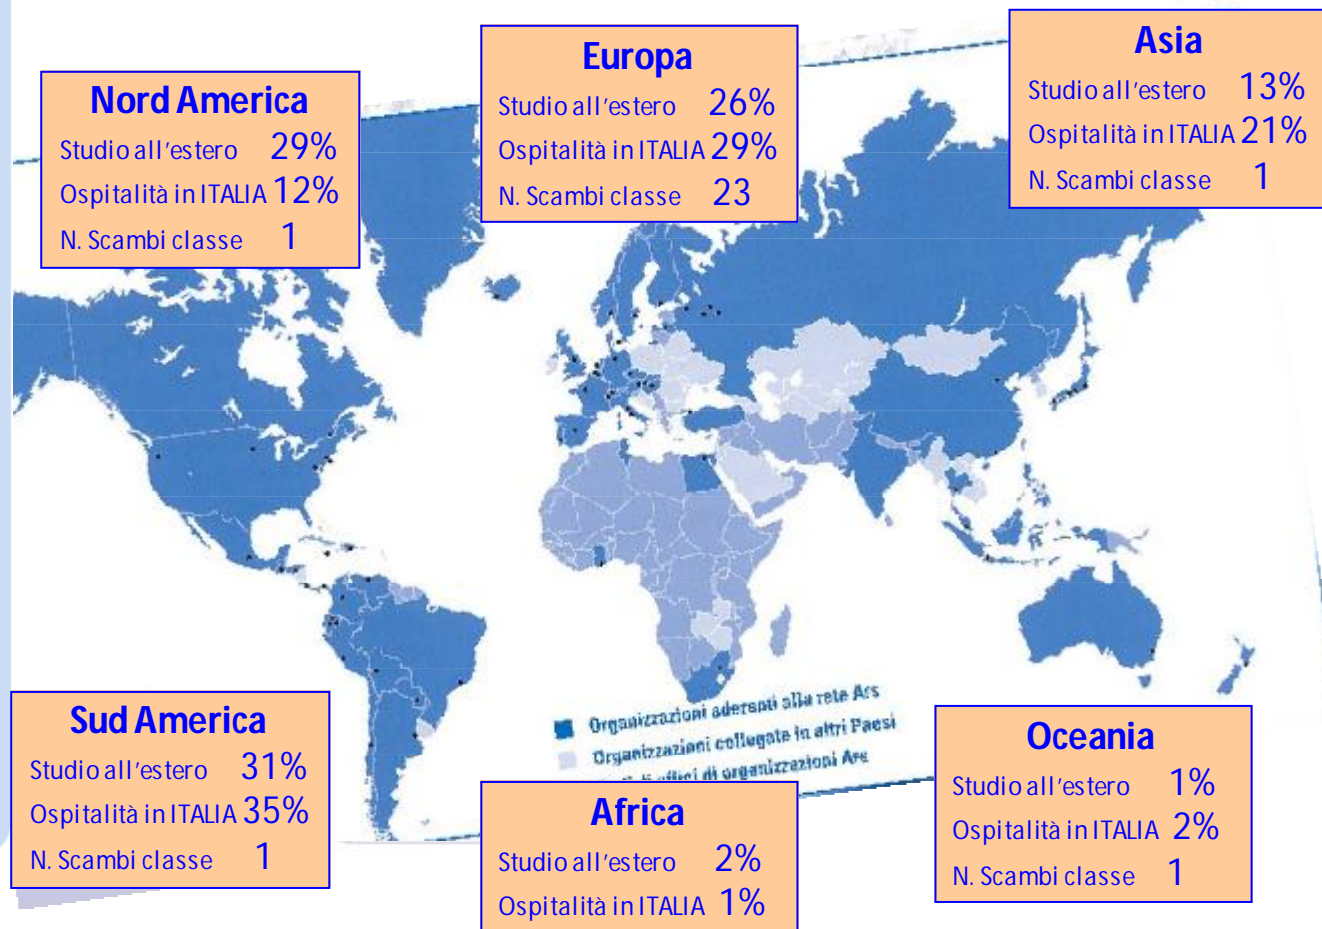 Nord America
Studio all'estero 29%
Ospitalità in ITALIA 12%
N. Scambi classe 1
Europa
Studio all'estero 26%
Ospitalità in ITALIA 29%
N. Scambi classe 23
Asia
Studio all'estero 13%
Ospitalità in ITALIA 21%
N. Scambi classe 1
Sud America
Studio all'estero 31%
Ospitalità in ITALIA 35%
N. Scambi classe 1
Organizzazioni aderenti alla rete AFS
Organizzazioni collegate in altri Paesi
uffici di organizzazioni AFS
Africa
Studio all'estero 2%
Ospitalità in ITALIA 1%
Oceania
Studio all'estero 1%
Ospitalità in ITALIA 2%
N. Scambi classe 1